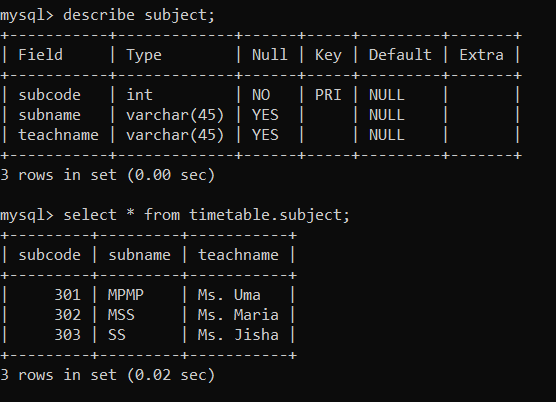 mysql> describe subject;
+-----------+-------------+------+-----+---------+-------+
| Field     | Type        | Null | Key | Default | Extra |
+-----------+-------------+------+-----+---------+-------+
| subcode   | int         | NO   | PRI | NULL    |       |
| subname   | varchar(45) | YES  |     | NULL    |       |
| teachname | varchar(45) | YES  |     | NULL    |       |
+-----------+-------------+------+-----+---------+-------+
3 rows in set (0.00 sec)
mysql> select * from timetable.subject;
+---------+---------+-----------+
| subcode | subname | teachname |
+---------+---------+-----------+
|     301 | MPMP    | Ms. Uma   |
|     302 | MSS     | Ms. Maria |
|     303 | SS      | Ms. Jisha |
+---------+---------+-----------+
3 rows in set (0.02 sec)